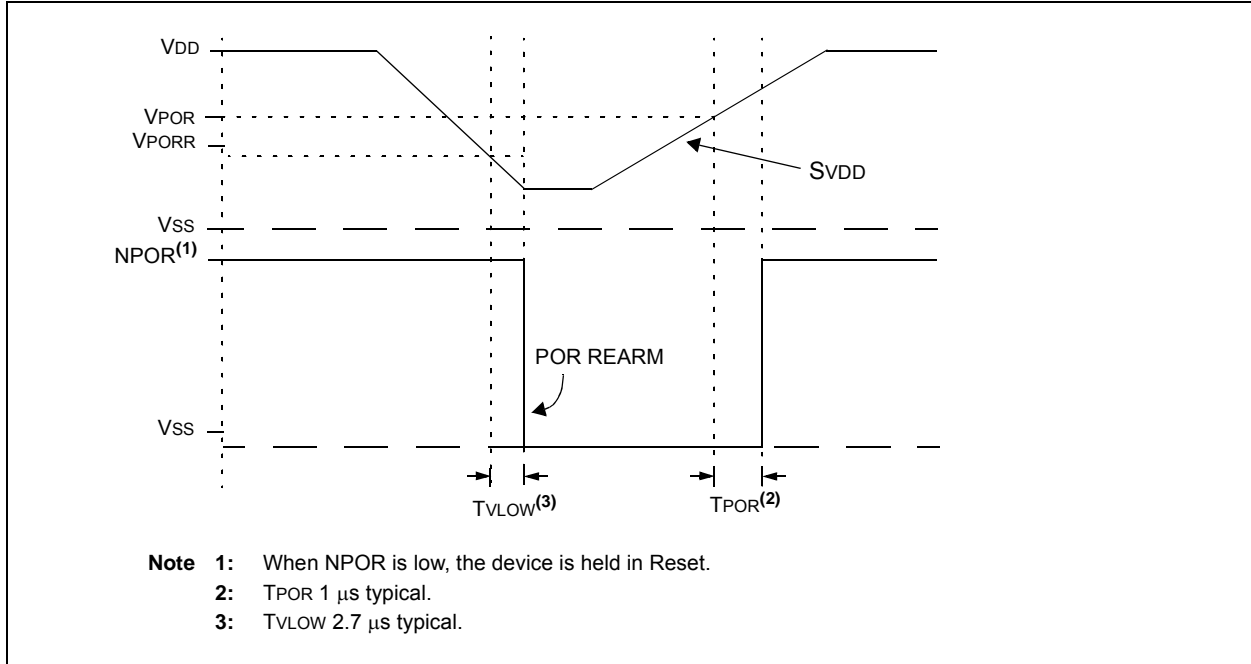 VDD
VPOR
VPORR
SVDD
VSS
NPOR(1)
POR REARM
VSS
TVLOW(3)
TPOR(2)
Note 1: When NPOR is low, the device is held in Reset.
2: TPOR 1 μs typical.
3: TVLOW 2.7 μs typical.